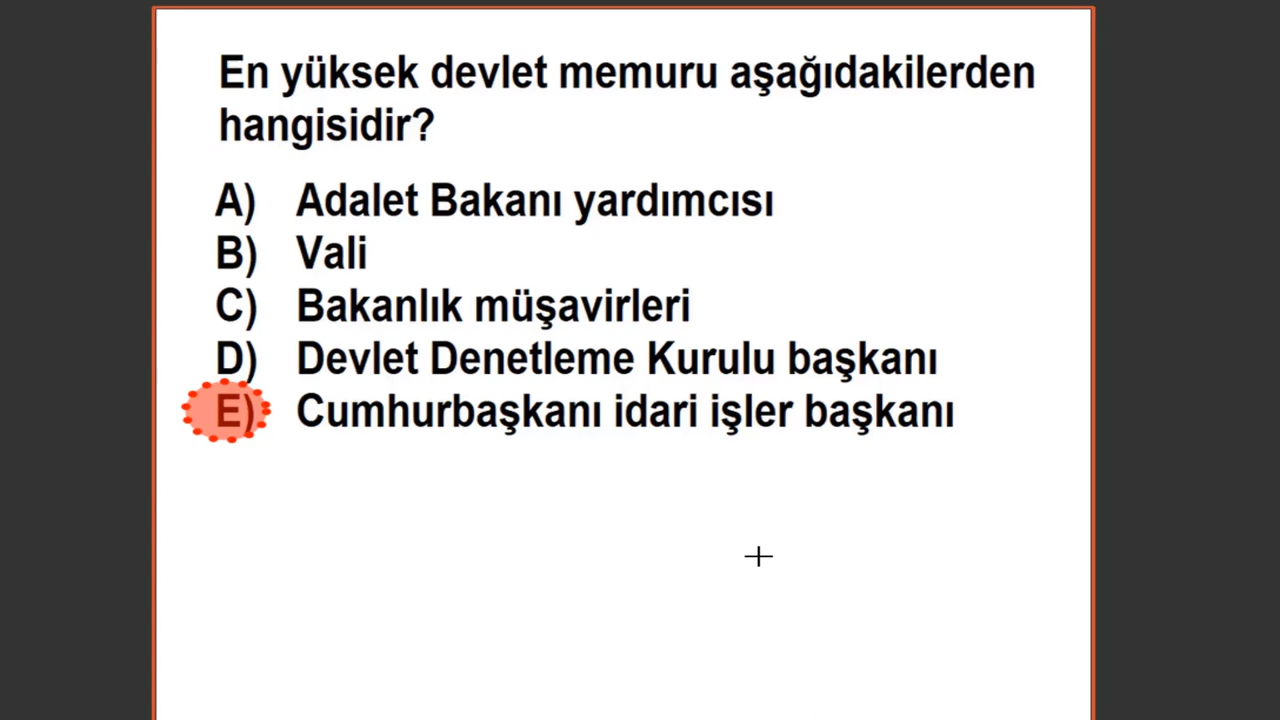 En yüksek devlet memuru aşağıdakilerden
hangisidir?
A) Adalet Bakanı yardımcısı
B) Vali
C) Bakanlık müşavirleri
D) Devlet Denetleme Kurulu başkanı
E) Cumhurbaşkanı idari işler başkanı